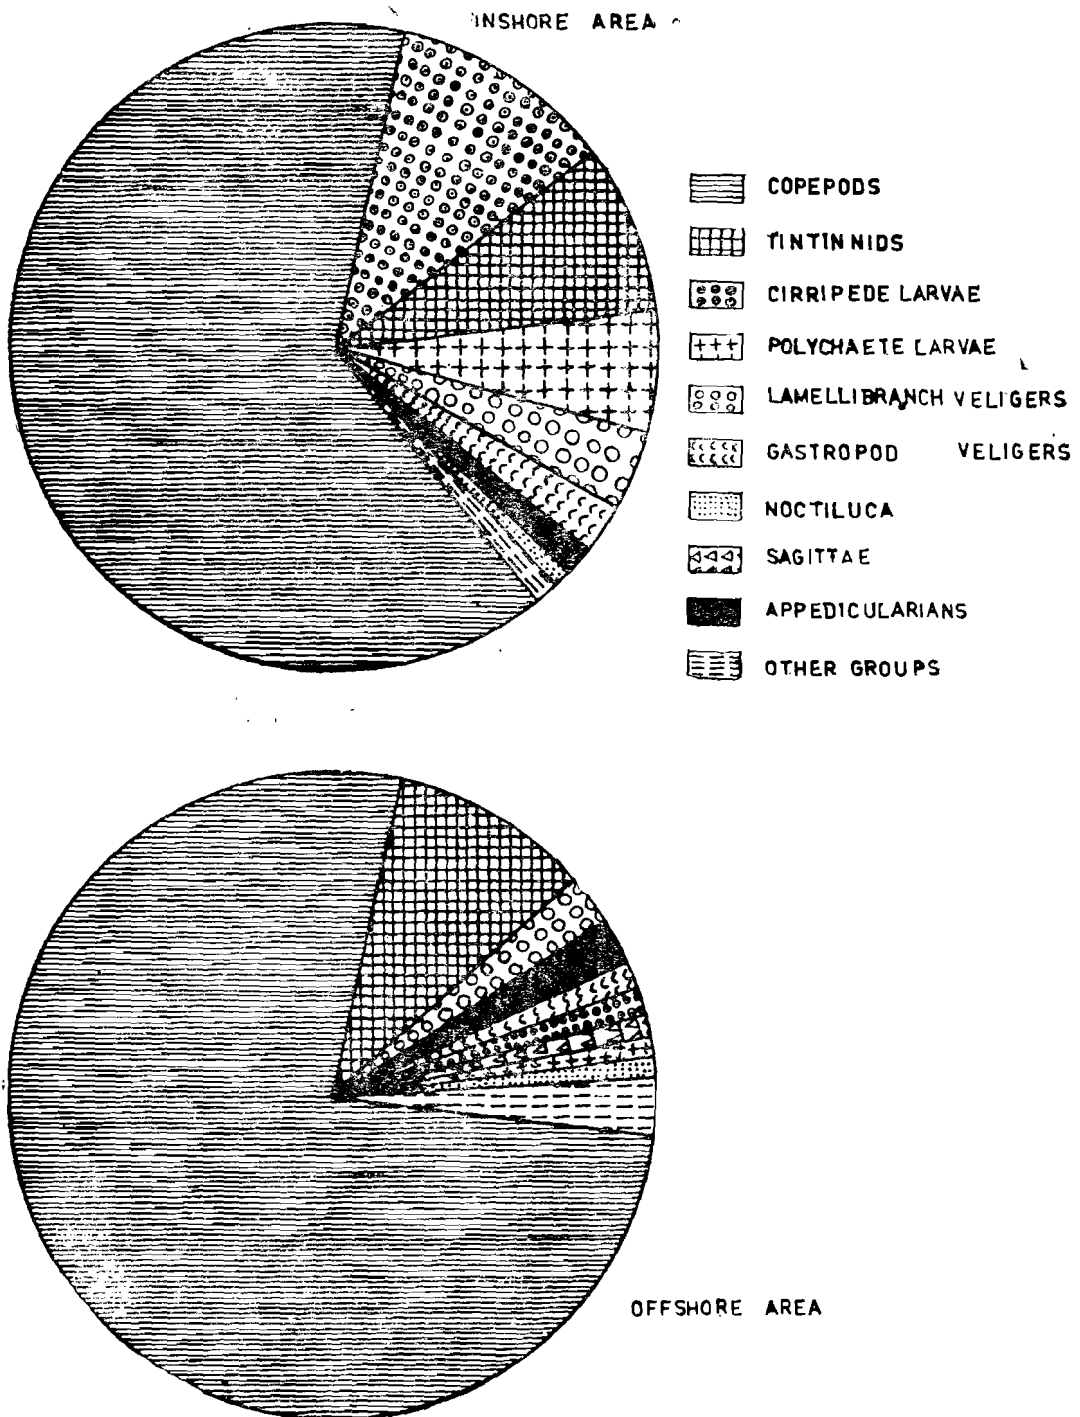 INSHORE AREA
COPEPODS
TINTINNIDS
CIRRIPEDE LARVAE
POLYCHAETE LARVAE
LAMELLIBRANCH VELIGERS
GASTROPOD VELIGERS
NOCTILUCA
SAGITTAE
APPEDICULARIANS
OTHER GROUPS
OFFSHORE AREA